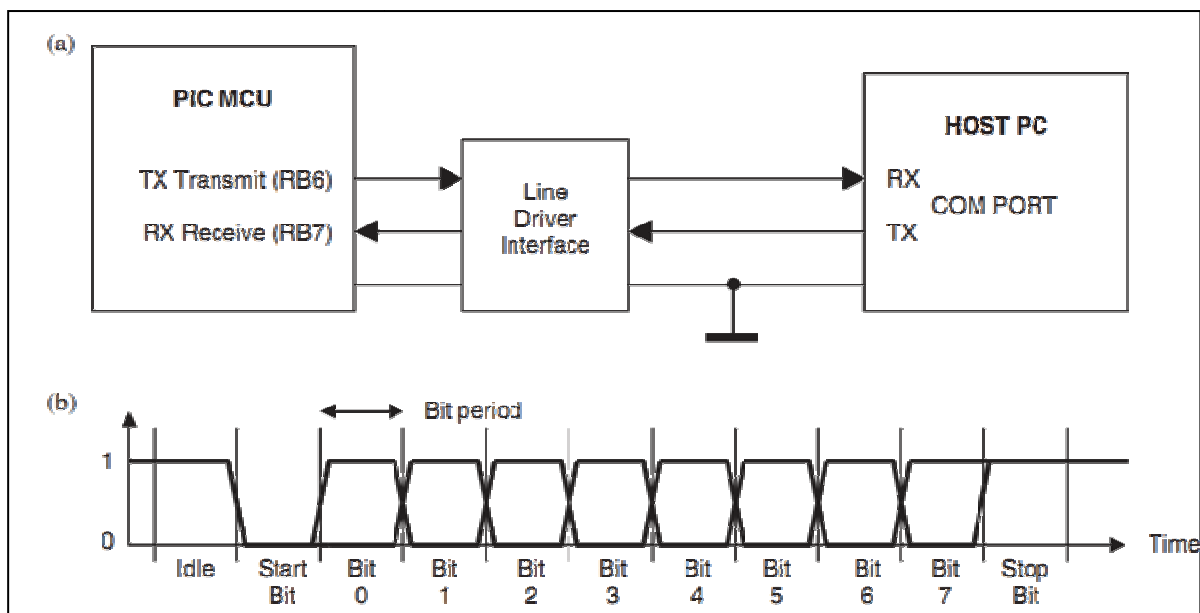 (a)
PIC MCU
TX Transmit (RB6)
RX Receive (RB7)
Line
Driver
Interface
HOST PC
RX
COM PORT
TX
(b)
Bit period
1
0
Time
Idle
Start
Bit
Bit
0
Bit
1
Bit
2
Bit
3
Bit
4
Bit
5
Bit
6
Bit
7
Stop
Bit